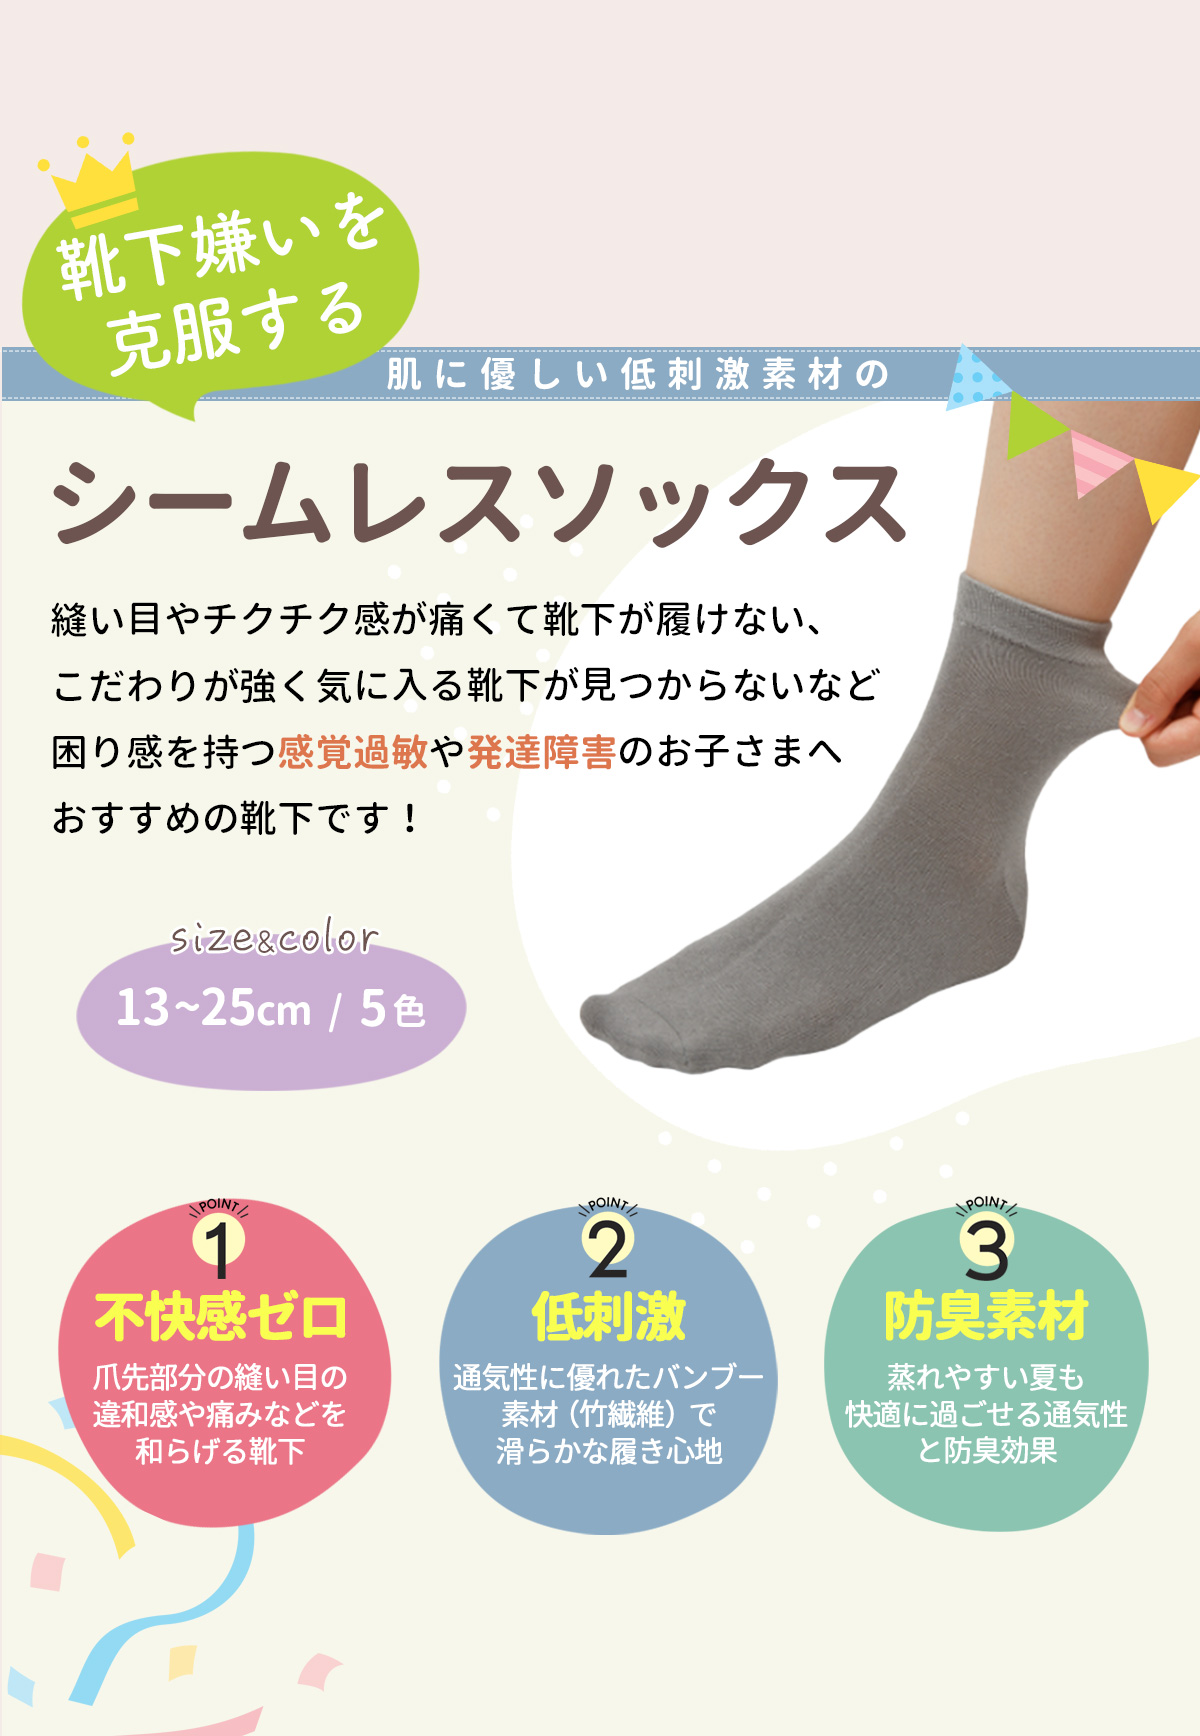 靴下嫌いを
克服する
肌に優しい低刺激素材の
シームレスソックス
縫い目やチクチク感が痛くて靴下が履けない、
こだわりが強く気に入る靴下が見つからないなど
困り感を持つ感覚過敏や発達障害のお子さまへ
おすすめの靴下です！
size&color
13~25cm / 5色
POINT
1
不快感ゼロ
爪先部分の縫い目の
違和感や痛みなどを
和らげる靴下
POINT
2
低刺激
通気性に優れたバンブー
素材（竹繊維）で
滑らかな履き心地
POINT
3
防臭素材
蒸れやすい夏も
快適に過ごせる通気性
と防臭効果